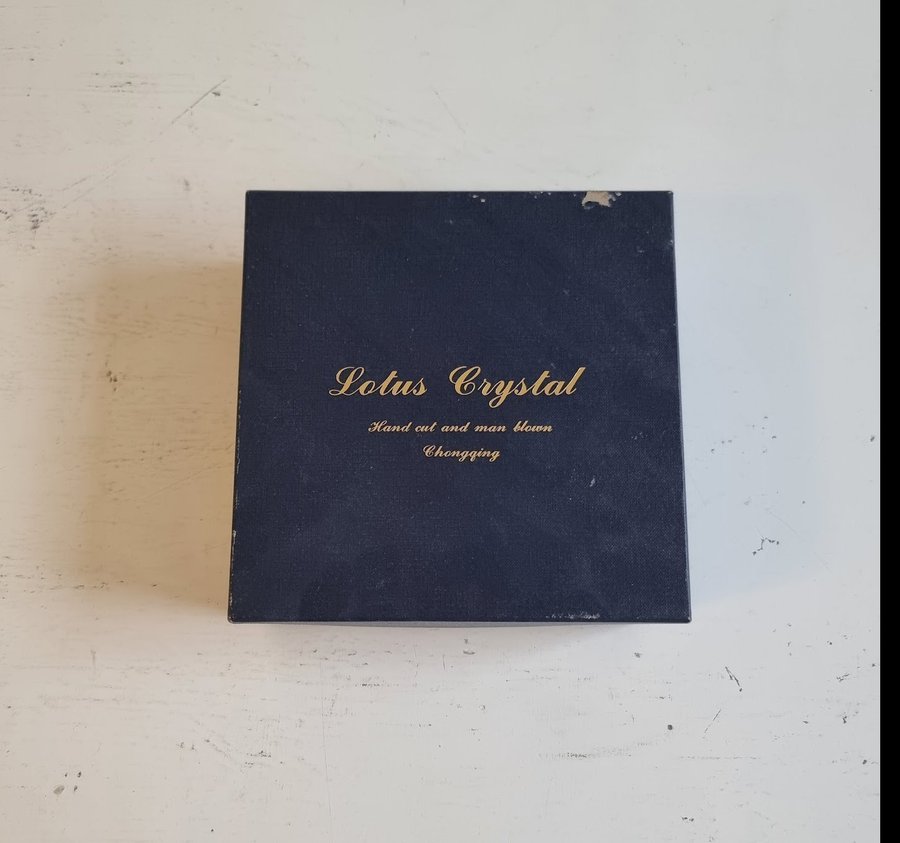 Lotus Crystal
Hand cut and man blown
Chongqing